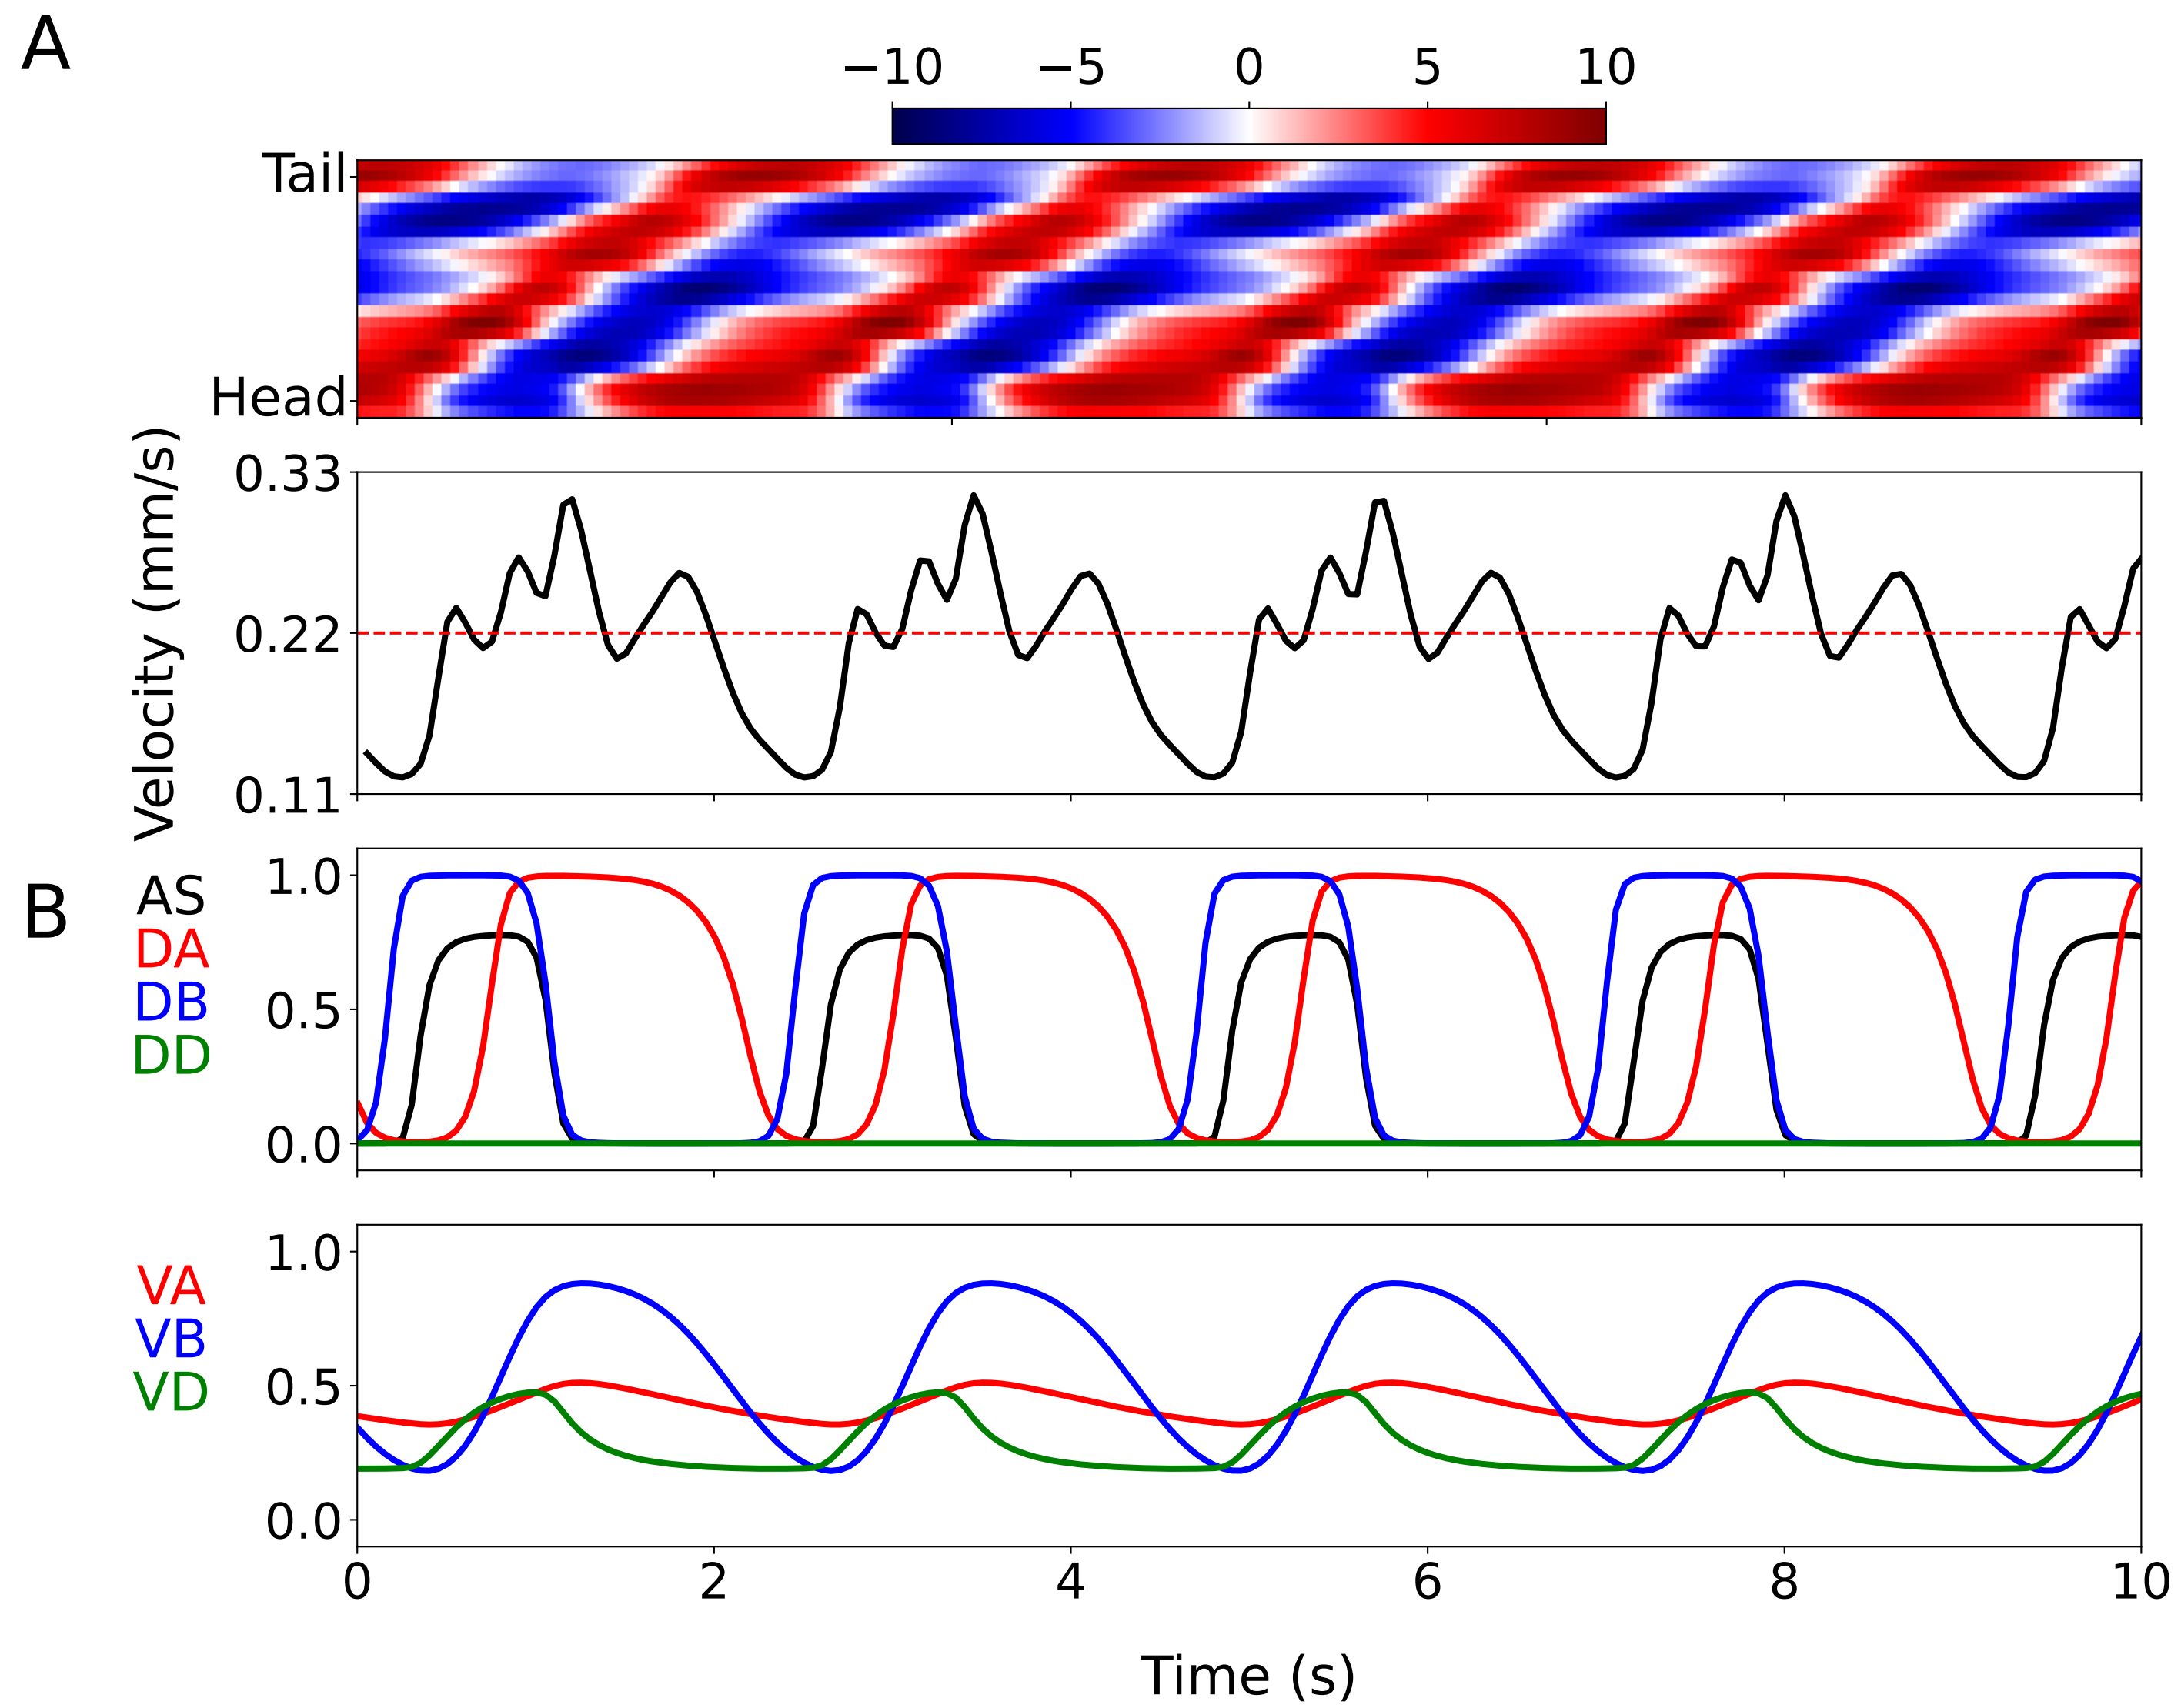 A
−10 −5 0 5 10
Tail
Head
Velocity (mm/s)
0.33
0.22
0.11
B
AS
DA
DB
DD
1.0
0.5
0.0
VA
VB
VD
1.0
0.5
0.0
0 2 4 6 8 10
Time (s)